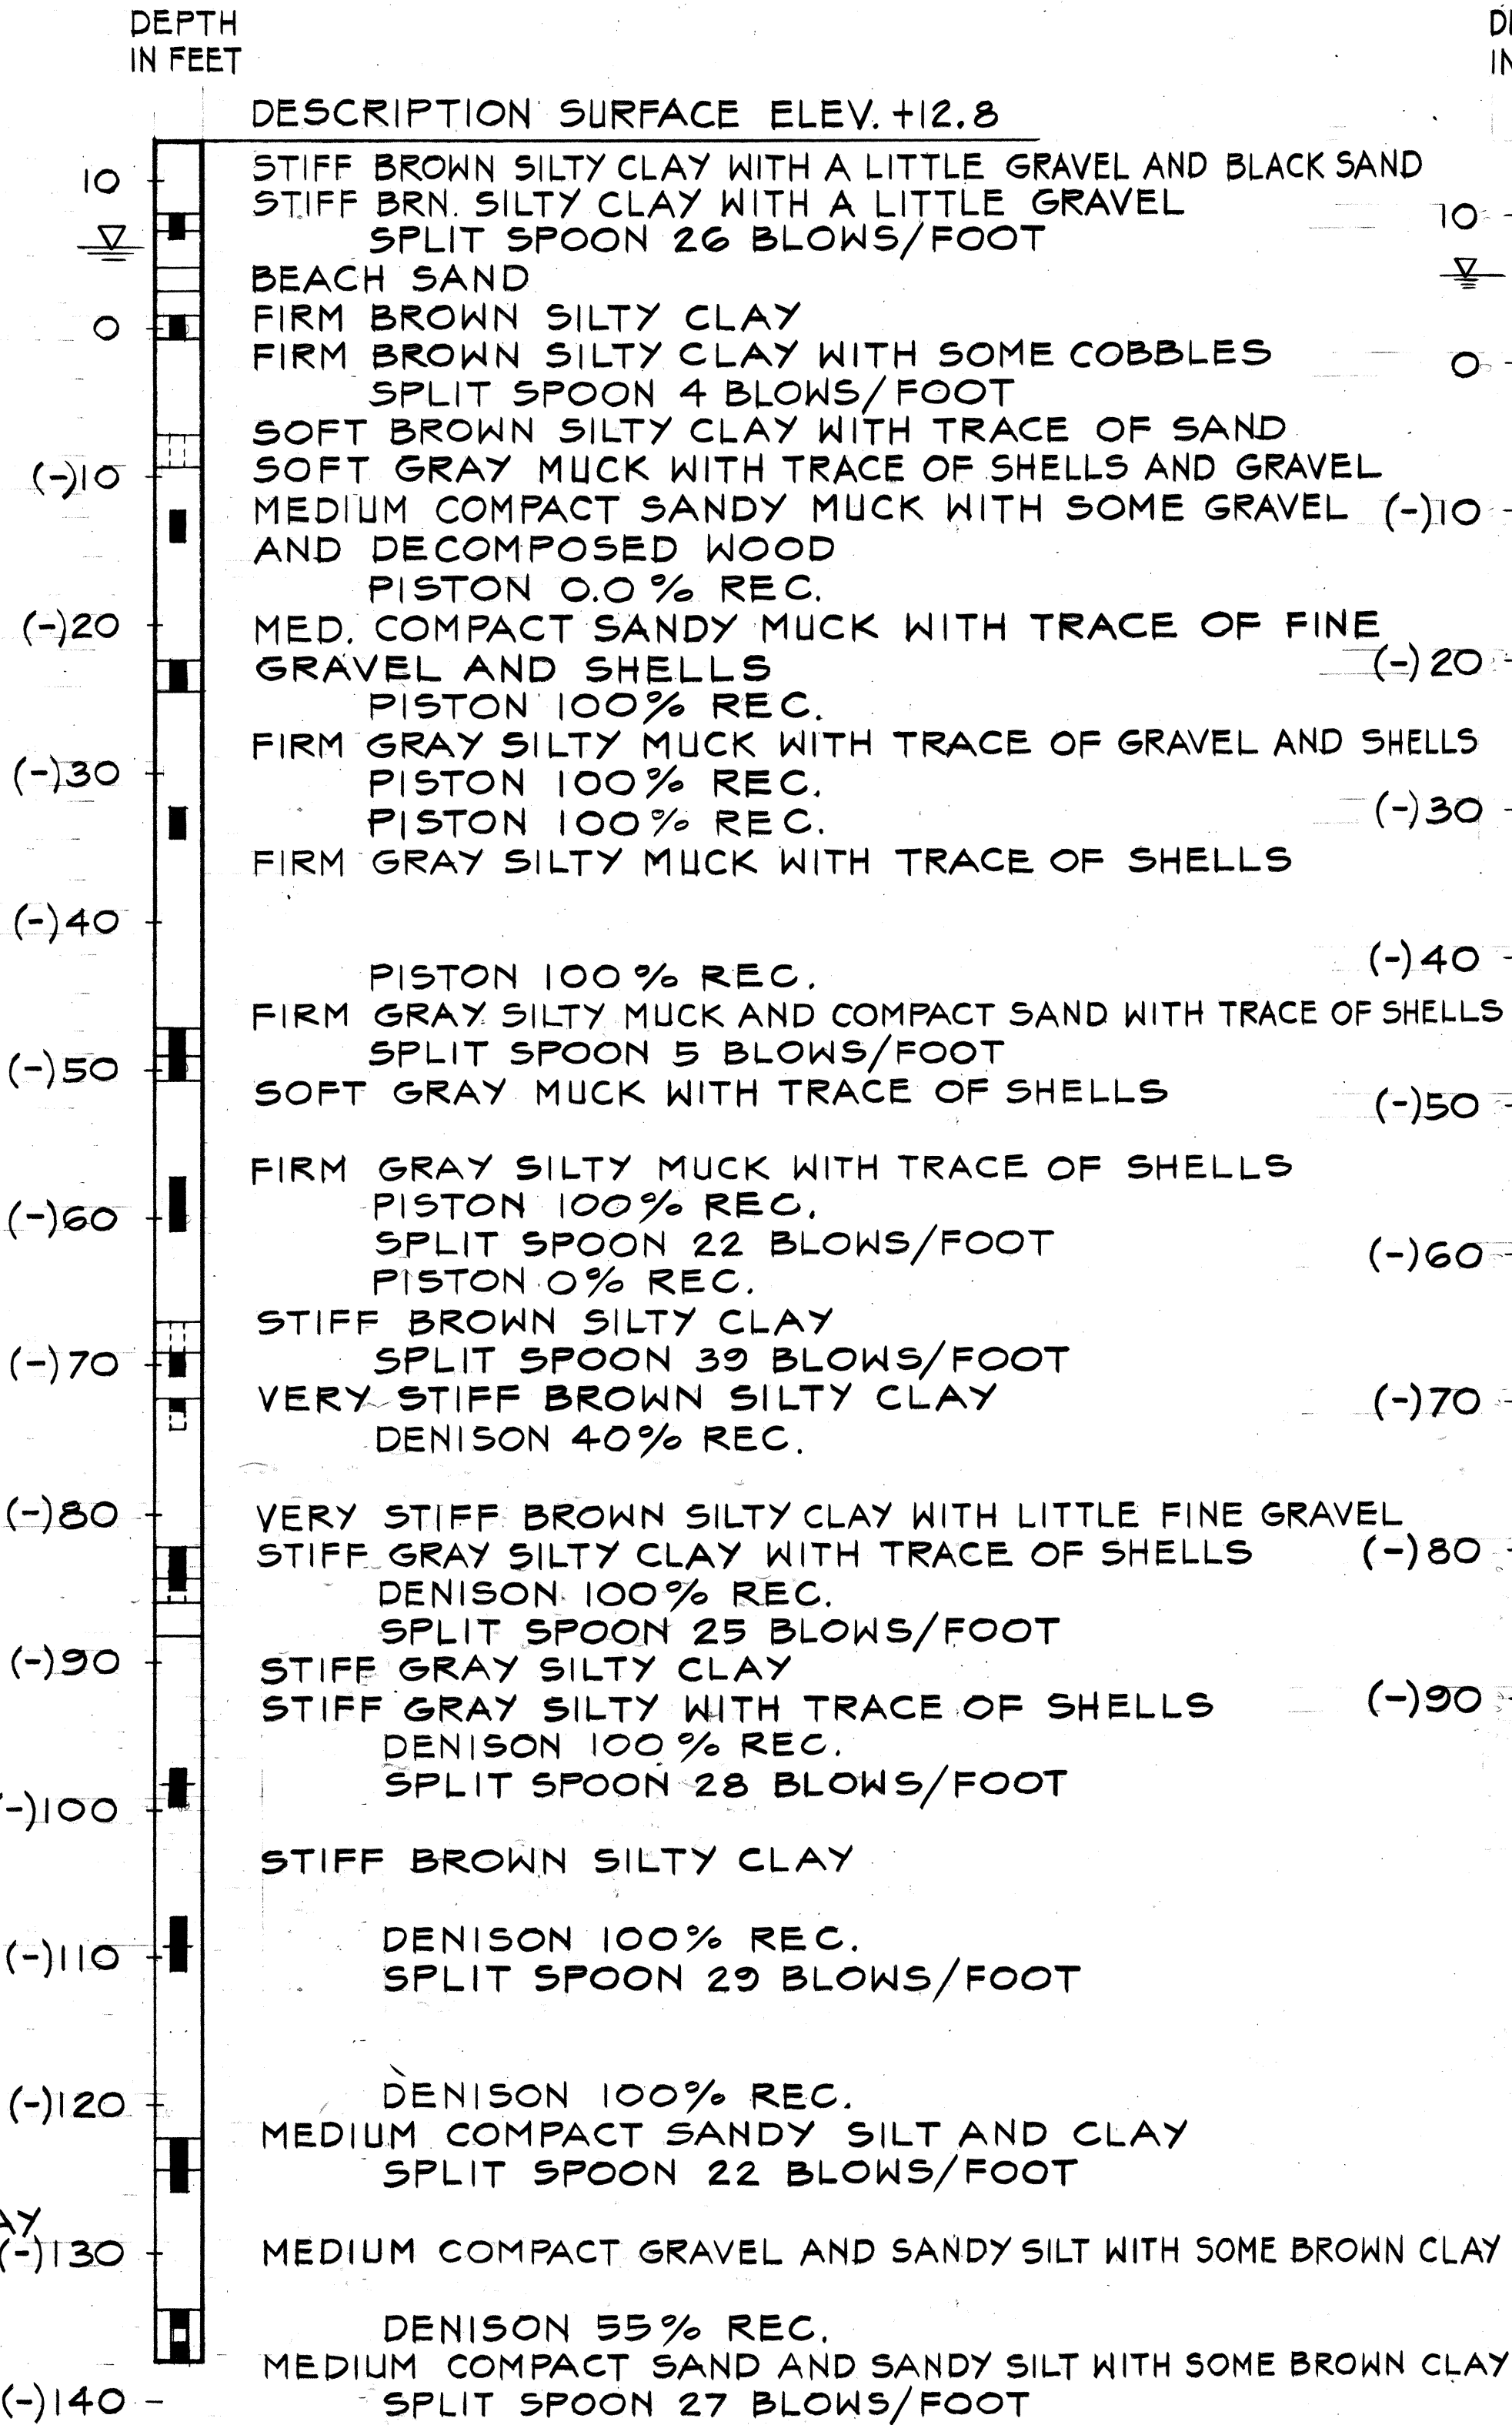 DEPTH
IN FEET
DESCRIPTION SURFACE ELEV. +12.8
STIFF BROWN SILTY CLAY WITH A LITTLE GRAVEL AND BLACK SAND
10
STIFF BRN. SILTY CLAY WITH A LITTLE GRAVEL
10
SPLIT SPOON 26 BLOWS/FOOT
BEACH SAND
FIRM BROWN SILTY CLAY
0
FIRM BROWN SILTY CLAY WITH SOME COBBLES
0
SPLIT SPOON 4 BLOWS/FOOT
SOFT BROWN SILTY CLAY WITH TRACE OF SAND
SOFT GRAY MUCK WITH TRACE OF SHELLS AND GRAVEL
(-)10
MEDIUM COMPACT SANDY MUCK WITH SOME GRAVEL
(-)10
AND DECOMPOSED WOOD
PISTON 0.0% REC.
(-)20
MED. COMPACT SANDY MUCK WITH TRACE OF FINE
GRAVEL AND SHELLS
(-)20
PISTON 100% REC.
FIRM GRAY SILTY MUCK WITH TRACE OF GRAVEL AND SHELLS
(-)30
PISTON 100% REC.
PISTON 100% REC.
(-)30
FIRM GRAY SILTY MUCK WITH TRACE OF SHELLS
(-)40
PISTON 100% REC.
(-)40
FIRM GRAY SILTY MUCK AND COMPACT SAND WITH TRACE OF SHELLS
SPLIT SPOON 5 BLOWS/FOOT
(-)50
SOFT GRAY MUCK WITH TRACE OF SHELLS
(-)50
FIRM GRAY SILTY MUCK WITH TRACE OF SHELLS
PISTON 100% REC.
(-)60
SPLIT SPOON 22 BLOWS/FOOT
(-)60
PISTON 0% REC.
STIFF BROWN SILTY CLAY
(-)70
SPLIT SPOON 39 BLOWS/FOOT
VERY STIFF BROWN SILTY CLAY
(-)70
DENISON 40% REC.
(-)80
VERY STIFF BROWN SILTY CLAY WITH LITTLE FINE GRAVEL
STIFF GRAY SILTY CLAY WITH TRACE OF SHELLS
(-)80
DENISON 100% REC.
SPLIT SPOON 25 BLOWS/FOOT
(-)90
STIFF GRAY SILTY CLAY
STIFF GRAY SILTY WITH TRACE OF SHELLS
(-)90
DENISON 100% REC.
SPLIT SPOON 28 BLOWS/FOOT
-)100
STIFF BROWN SILTY CLAY
DENISON 100% REC.
(-)110
SPLIT SPOON 29 BLOWS/FOOT
DENISON 100% REC.
(-)120
MEDIUM COMPACT SANDY SILT AND CLAY
SPLIT SPOON 22 BLOWS/FOOT
AY
(-)130
MEDIUM COMPACT GRAVEL AND SANDY SILT WITH SOME BROWN CLAY
DENISON 55% REC.
MEDIUM COMPACT SAND AND SANDY SILT WITH SOME BROWN CLAY
(-)140
SPLIT SPOON 27 BLOWS/FOOT